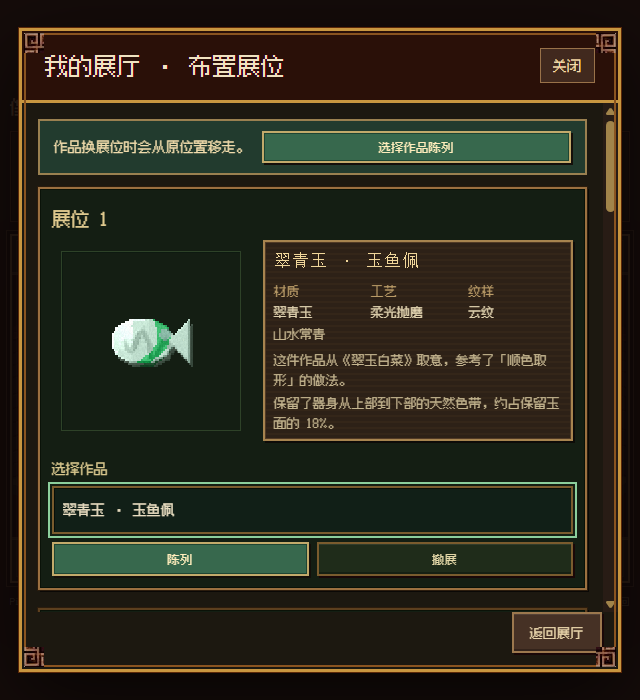 我的展厅 · 布置展位
关闭
作品换展位时会从原位置移走。
选择作品陈列
展位 1
翠青玉 · 玉鱼佩
材质 工艺 纹样
翠青玉 柔光抛磨 云纹
山水常青
这件作品从《翠玉白菜》取意，参考了「顺色取
形」的做法。
保留了器身从上部到下部的天然色带，约占保留玉
面的 18%。
选择作品
翠青玉 · 玉鱼佩
陈列
撤展
返回展厅